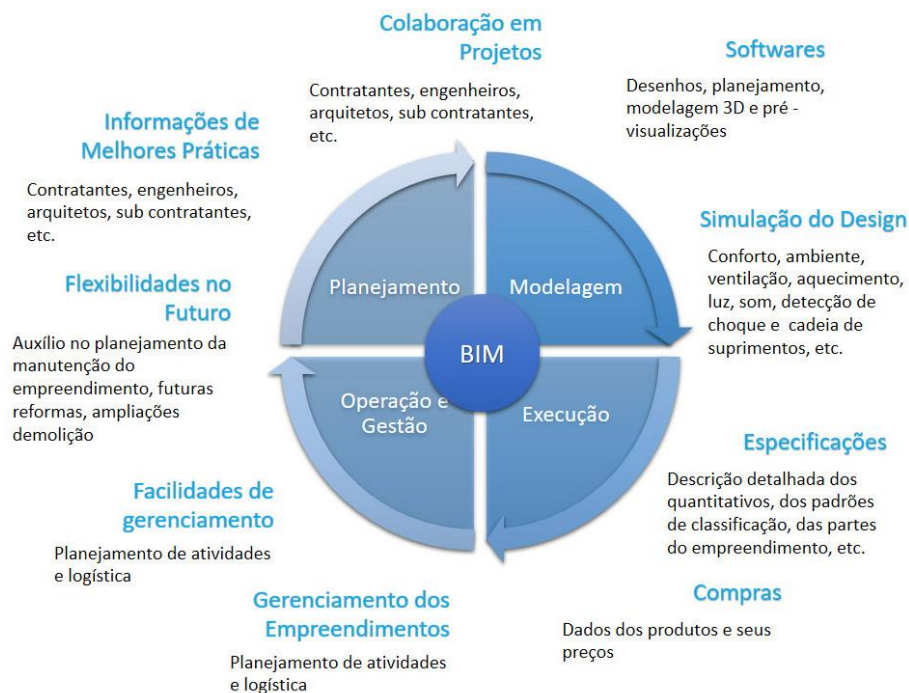 Colaboração em
Projetos
Contratantes, engenheiros,
arquitetos, sub contratantes,
etc.
Softwares
Desenhos, planejamento,
modelagem 3D e pré -
visualizações
Informações de
Melhores Práticas
Contratantes, engenheiros,
arquitetos, sub contratantes,
etc.
Simulação do Design
Conforto, ambiente,
ventilação, aquecimento,
luz, som, detecção de
choque e cadeia de
suprimentos, etc.
Flexibilidades no
Futuro
Auxílio no planejamento da
manutenção do
empreendimento, futuras
reformas, ampliações
demolição
Planejamento
Modelagem
BIM
Operação e
Gestão
Execução
Especificações
Descrição detalhada dos
quantitativos, dos padrões
de classificação, das partes
do empreendimento, etc.
Facilidades de
gerenciamento
Planejamento de atividades
e logística
Gerenciamento dos
Empreendimentos
Planejamento de atividades
e logística
Compras
Dados dos produtos e seus
preços